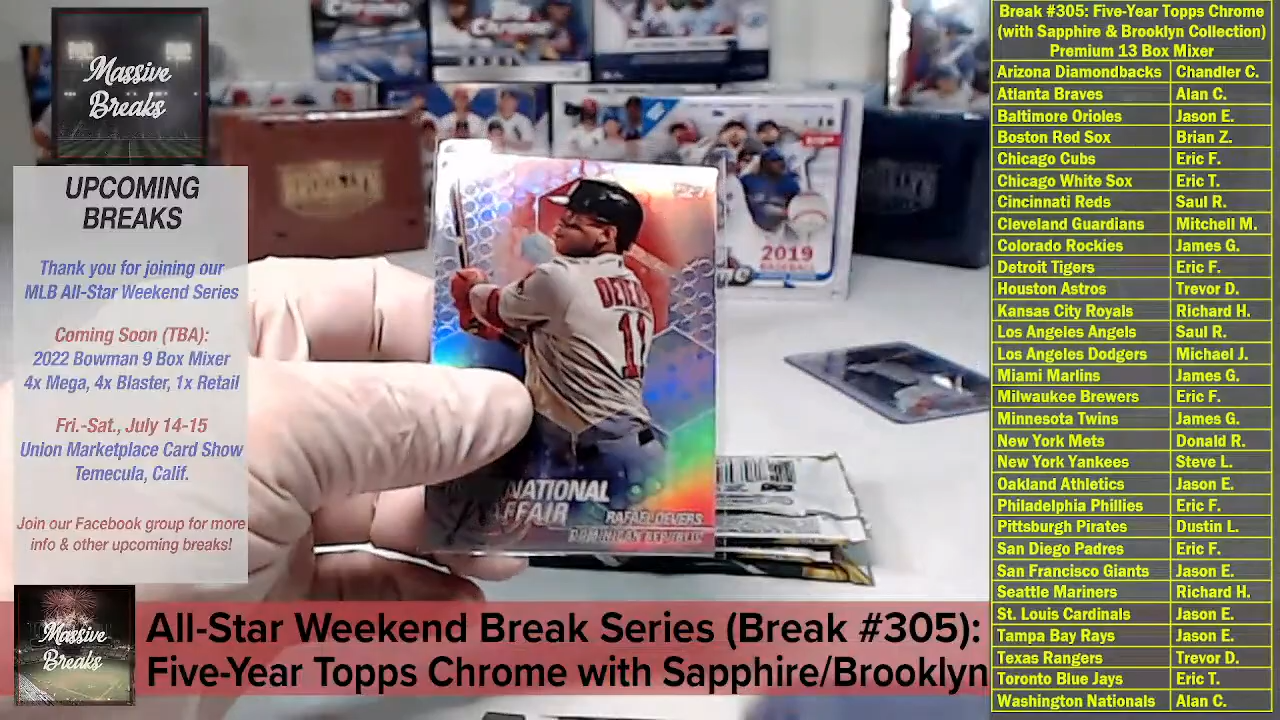 Massive
Breaks
UPCOMING
BREAKS
Thank you for joining our
MLB All-Star Weekend Series
Coming Soon (TBA):
2022 Bowman 9 Box Mixer
4x Mega, 4x Blaster, 1x Retail
Fri.-Sat., July 14-15
Union Marketplace Card Show
Temecula, Calif.
Join our Facebook group for more
info & other upcoming breaks!
Massive
Breaks
All-Star Weekend Break Series (Break #305):
Five-Year Topps Chrome with Sapphire/Brooklyn
Chrome
2019
BASEBALL
11
NATIONAL
AFFAIR
RAFAEL DEVERS
DOMINICAN REPUBLIC
Break #305: Five-Year Topps Chrome
(with Sapphire & Brooklyn Collection)
Premium 13 Box Mixer
Arizona Diamondbacks Chandler C.
Atlanta Braves Alan C.
Baltimore Orioles Jason E.
Boston Red Sox Brian Z.
Chicago Cubs Eric F.
Chicago White Sox Eric T.
Cincinnati Reds Saul R.
Cleveland Guardians Mitchell M.
Colorado Rockies James G.
Detroit Tigers Eric F.
Houston Astros Trevor D.
Kansas City Royals Richard H.
Los Angeles Angels Saul R.
Los Angeles Dodgers Michael J.
Miami Marlins James G.
Milwaukee Brewers Eric F.
Minnesota Twins James G.
New York Mets Donald R.
New York Yankees Steve L.
Oakland Athletics Jason E.
Philadelphia Phillies Eric F.
Pittsburgh Pirates Dustin L.
San Diego Padres Eric F.
San Francisco Giants Jason E.
Seattle Mariners Richard H.
St. Louis Cardinals Jason E.
Tampa Bay Rays Jason E.
Texas Rangers Trevor D.
Toronto Blue Jays Eric T.
Washington Nationals Alan C.